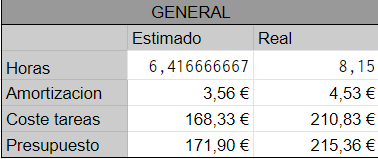 GENERAL
Estimado Real
Horas 6,416666667 8,15
Amortizacion 3,56 € 4,53 €
Coste tareas 168,33 € 210,83 €
Presupuesto 171,90 € 215,36 €